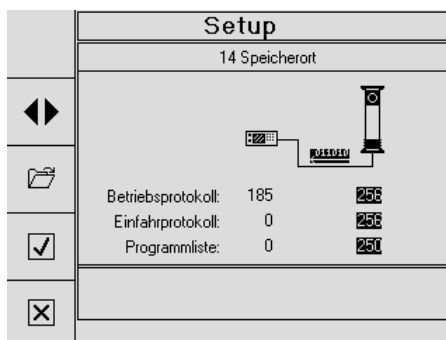 Setup
14 Speicherort
Betriebsprotokoll: 185 256
Einfahrprotokoll: 0 256
Programmliste: 0 250